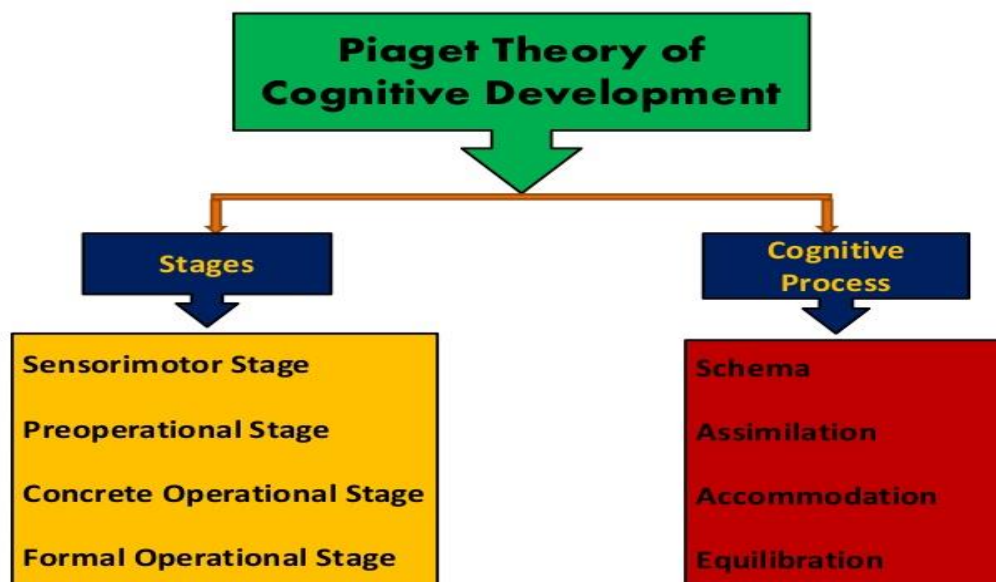 Piaget Theory of
Cognitive Development
Stages
Cognitive
Process
Sensorimotor Stage
Preoperational Stage
Concrete Operational Stage
Formal Operational Stage
Schema
Assimilation
Accommodation
Equilibration